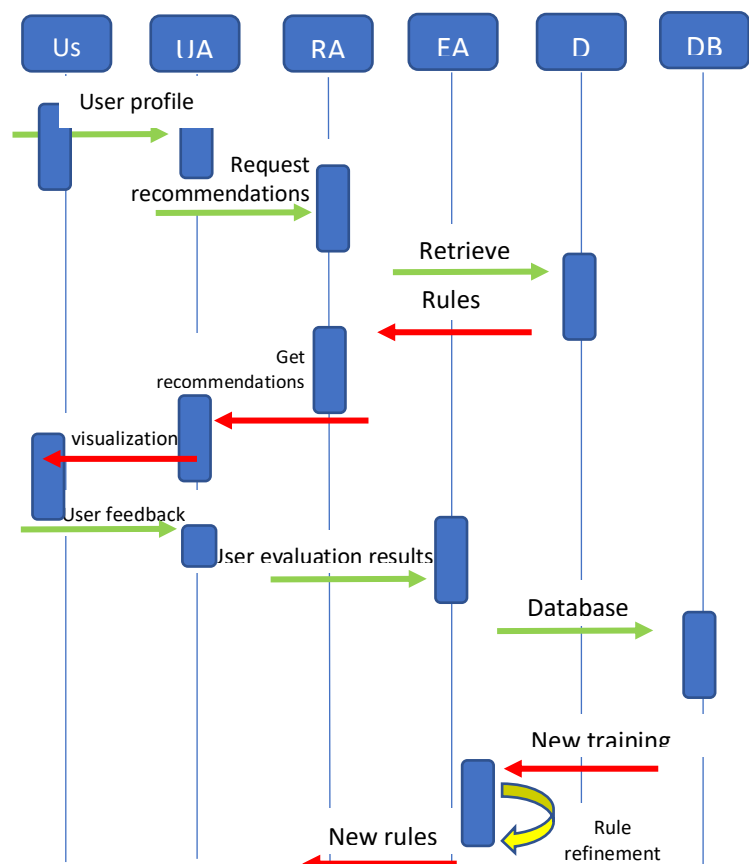 Us
UA
RA
EA
D
DB
User profile
Request
recommendations
Retrieve
Rules
Get
recommendations
visualization
User feedback
User evaluation results
Database
New training
Rule
refinement
New rules